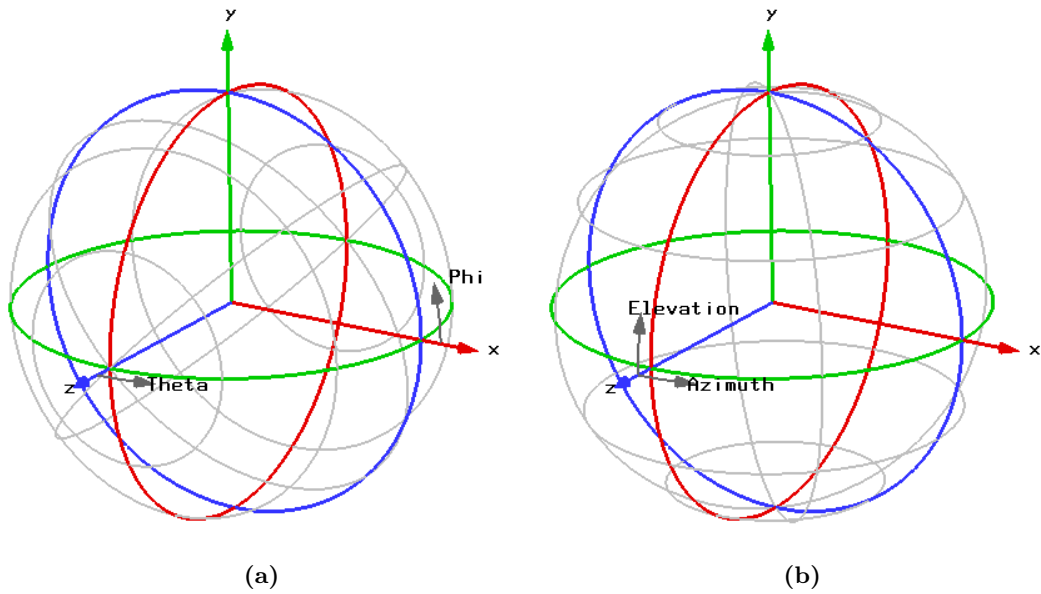 y
Phi
x
z
Theta
(a)
y
Elevation
x
z
Azimuth
(b)